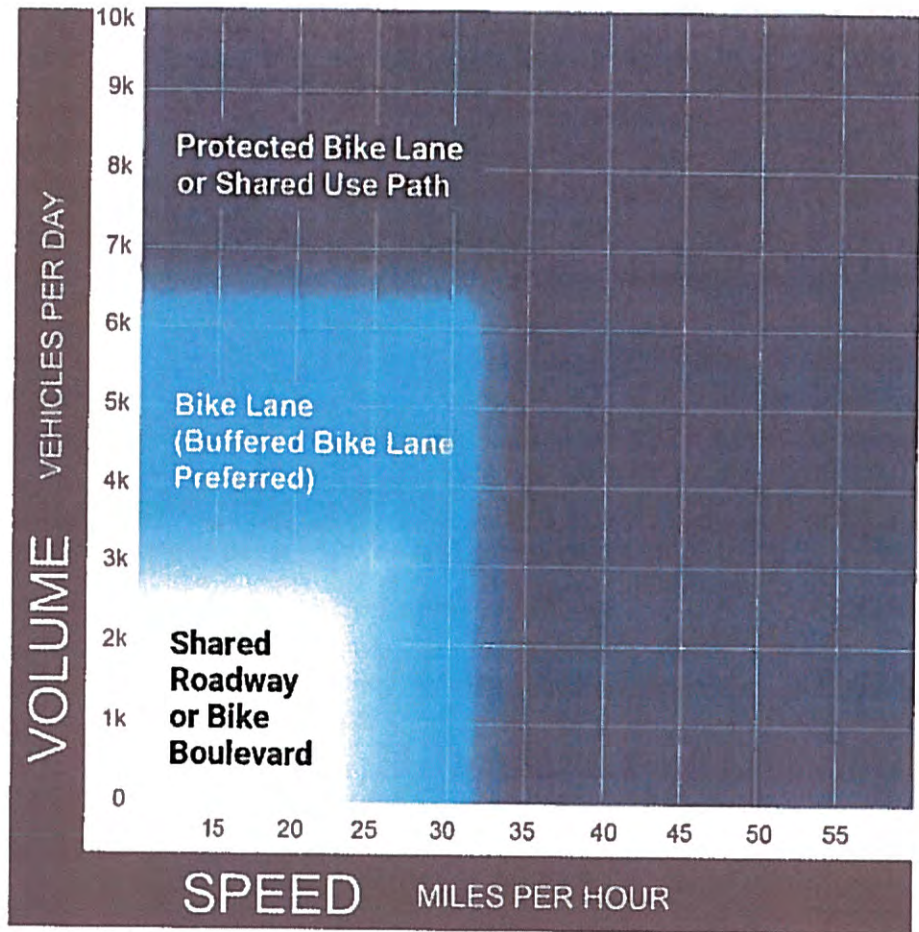 10k
9k
8k
7k
6k
5k
4k
3k
2k
1k
0
VOLUME VEHICLES PER DAY
Protected Bike Lane
or Shared Use Path
Bike Lane
(Buffered Bike Lane
Preferred)
Shared
Roadway
or Bike
Boulevard
15 20 25 30 35 40 45 50 55
SPEED MILES PER HOUR